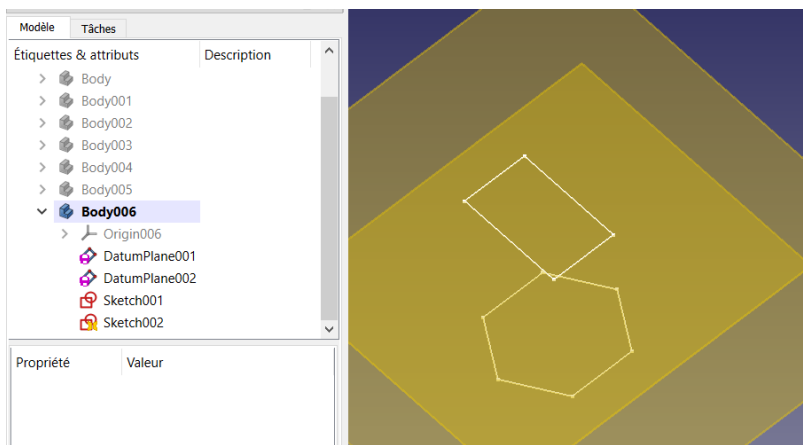 Modèle Tâches
Étiquettes & attributs Description
Body
Body001
Body002
Body003
Body004
Body005
Body006
Origin006
DatumPlane001
DatumPlane002
Sketch001
Sketch002
Propriété Valeur